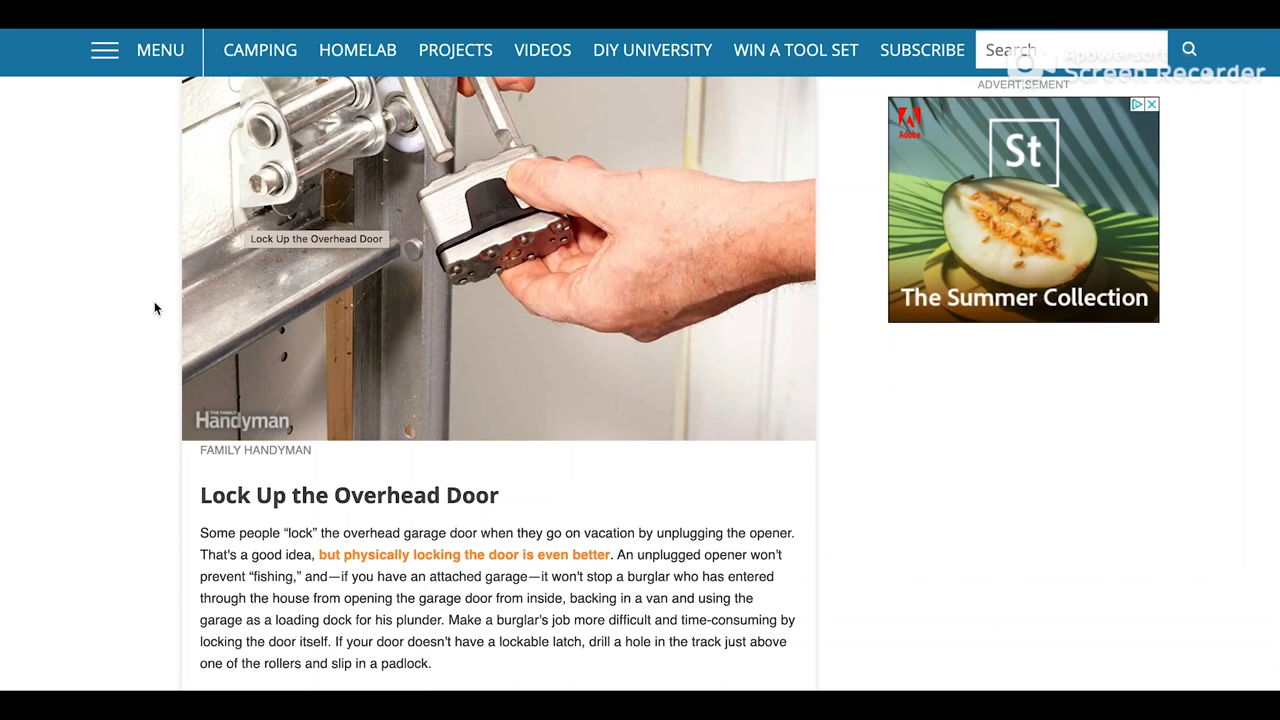 MENU
CAMPING HOMELAB PROJECTS VIDEOS DIY UNIVERSITY WIN A TOOL SET SUBSCRIBE
Search
Apowersoft
Screen Recorder
ADVERTISEMENT
Adobe
St
The Summer Collection
Lock Up the Overhead Door
THE FAMILY
Handyman
FAMILY HANDYMAN
Lock Up the Overhead Door
Some people “lock” the overhead garage door when they go on vacation by unplugging the opener.
That's a good idea, but physically locking the door is even better. An unplugged opener won't
prevent “fishing,” and—if you have an attached garage—it won't stop a burglar who has entered
through the house from opening the garage door from inside, backing in a van and using the
garage as a loading dock for his plunder. Make a burglar's job more difficult and time-consuming by
locking the door itself. If your door doesn't have a lockable latch, drill a hole in the track just above
one of the rollers and slip in a padlock.